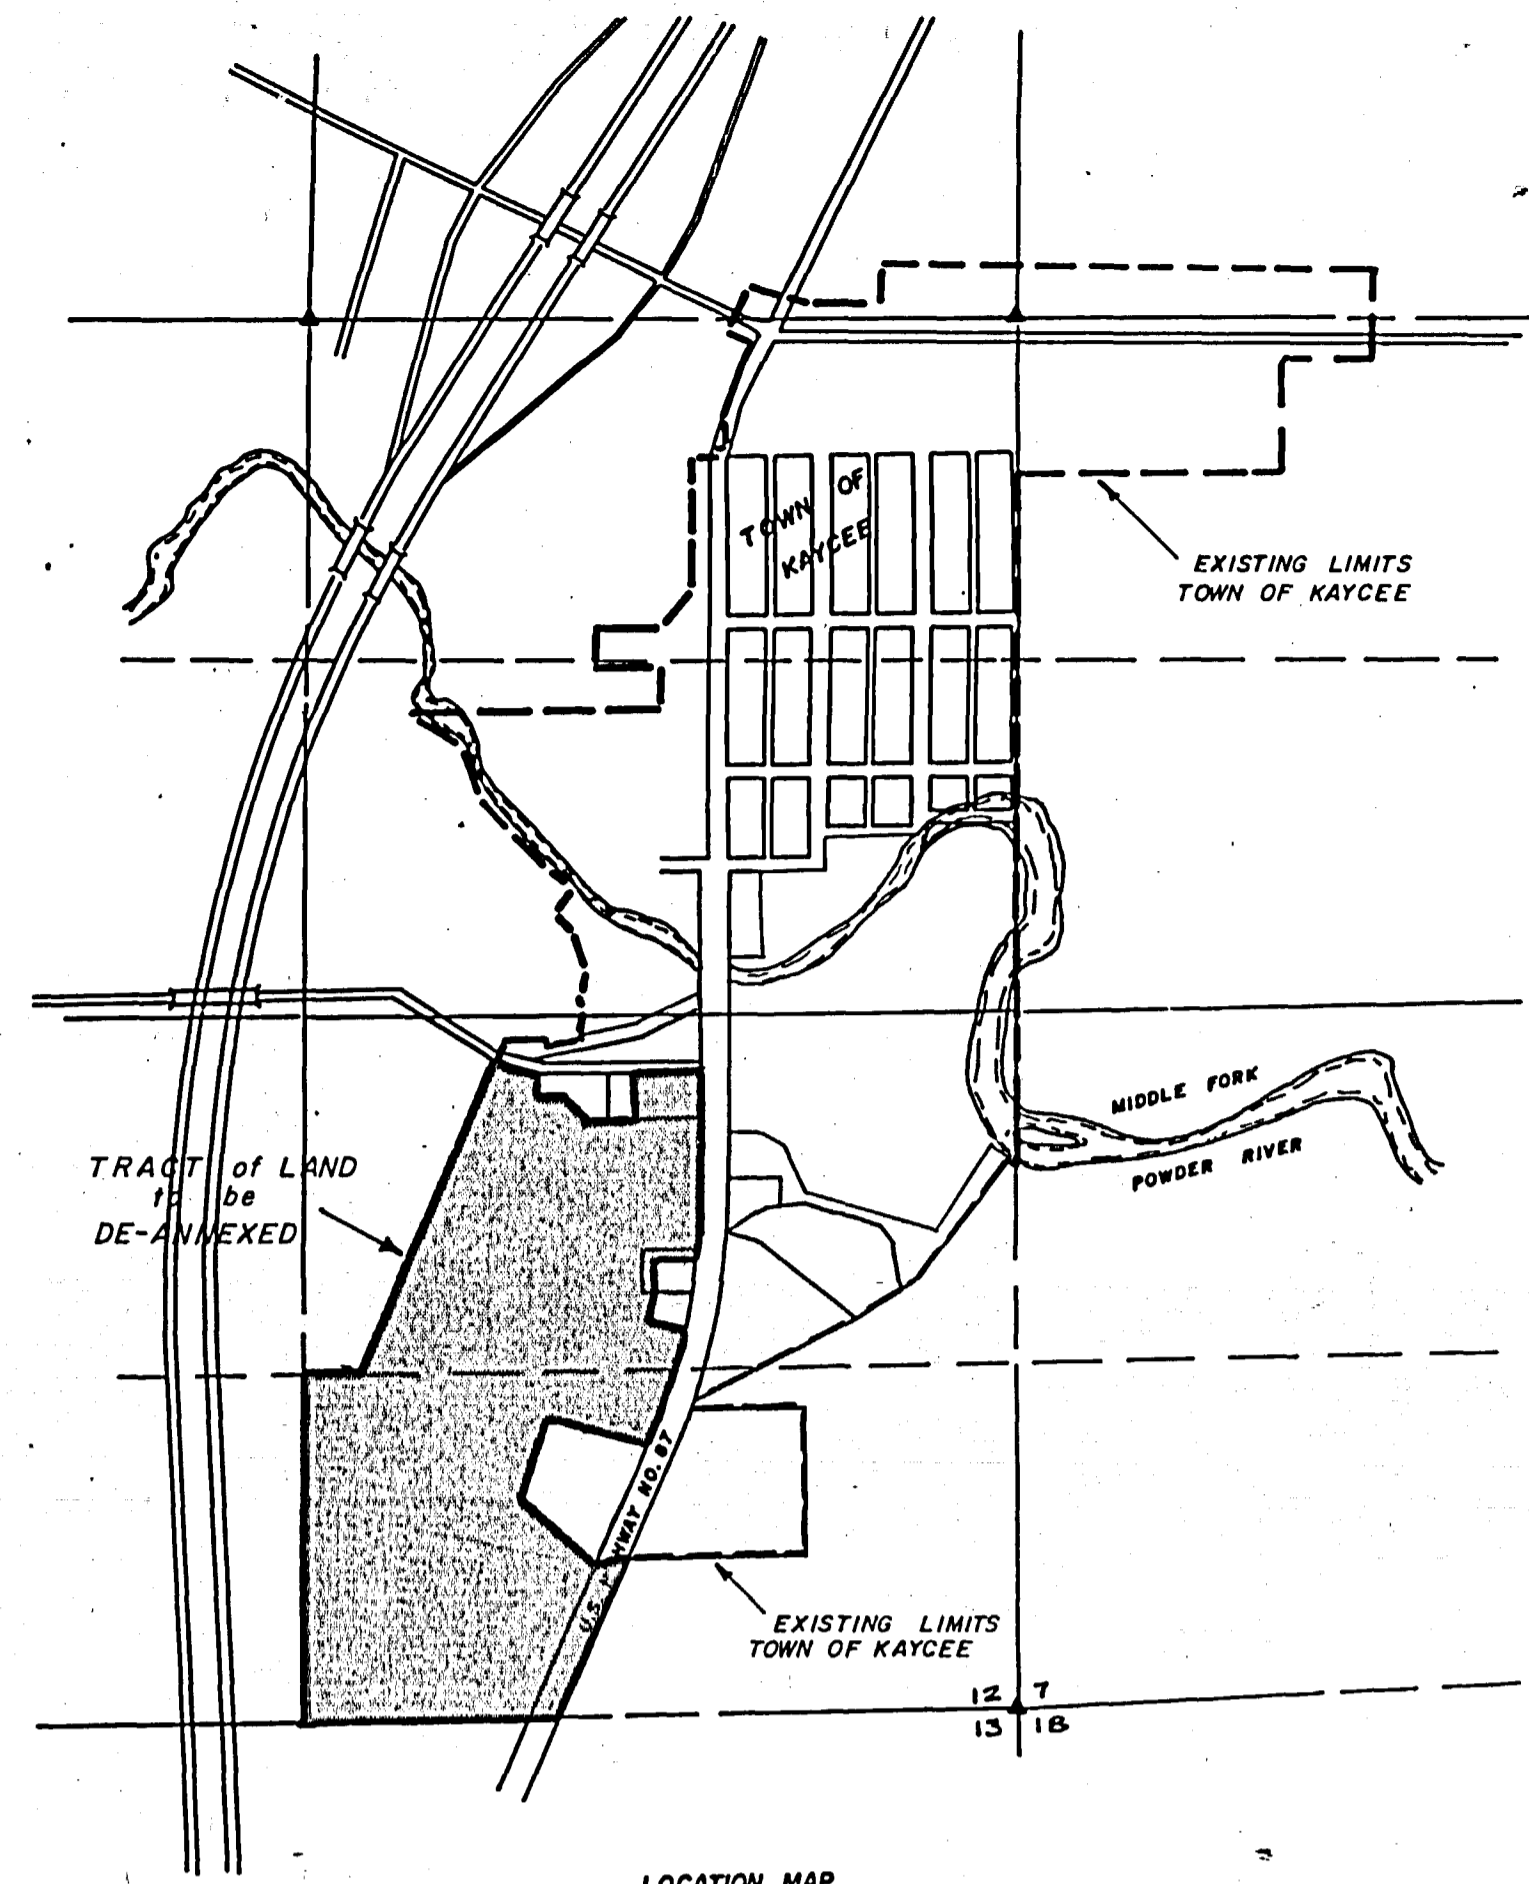 TOWN OF
KAYCEE
EXISTING LIMITS
TOWN OF KAYCEE
MIDDLE FORK
POWDER RIVER
TRACT of LAND
to be
DE-ANNEXED
U.S. HWAY NO. 87
EXISTING LIMITS
TOWN OF KAYCEE
12 7
13 18
LOCATION MAP